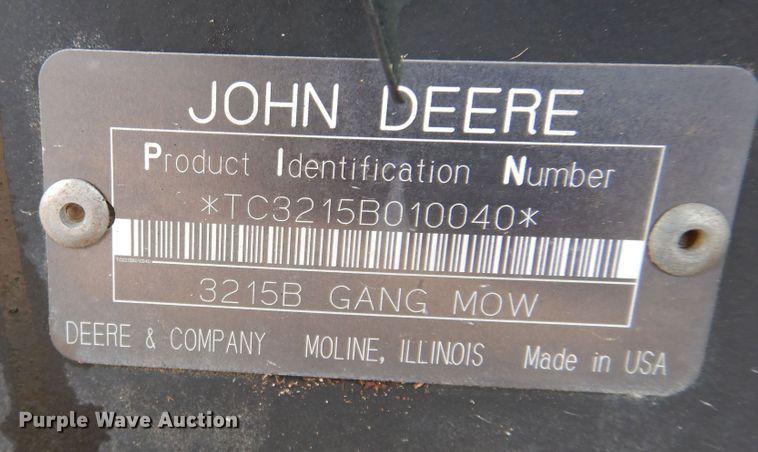 JOHN DEERE
Product Identification Number
*TC3215B010040*
TC3215B010040
3215B GANG MOW
DEERE & COMPANY MOLINE, ILLINOIS Made in USA
Purple Wave Auction